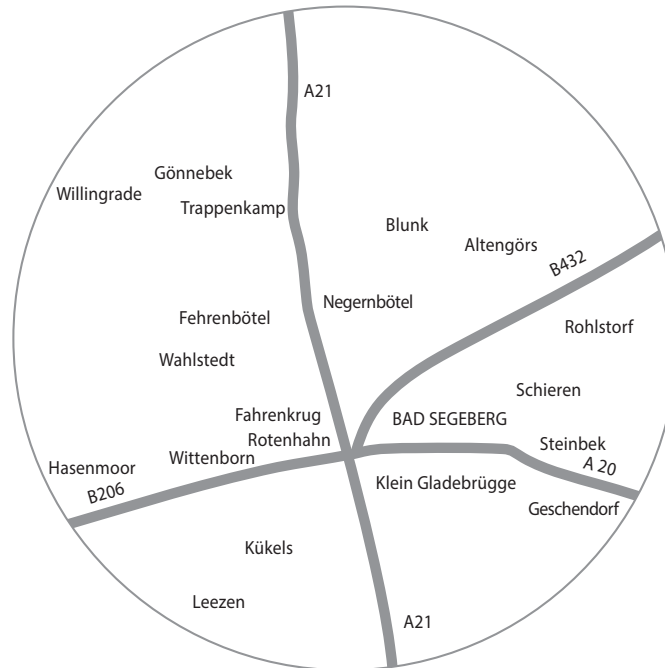 A21
Gönnebek
Willingrade
Trappenkamp
Blunk
Altengörs
B432
Negernbötel
Fehrenbötel
Rohlstorf
Wahlstedt
Schieren
Fahrenkrug
BAD SEGEBERG
Rotenhahn
Steinbek
Wittenborn
Hasenmoor
A 20
B206
Klein Gladebrügge
Geschendorf
Kükels
Leezen
A21